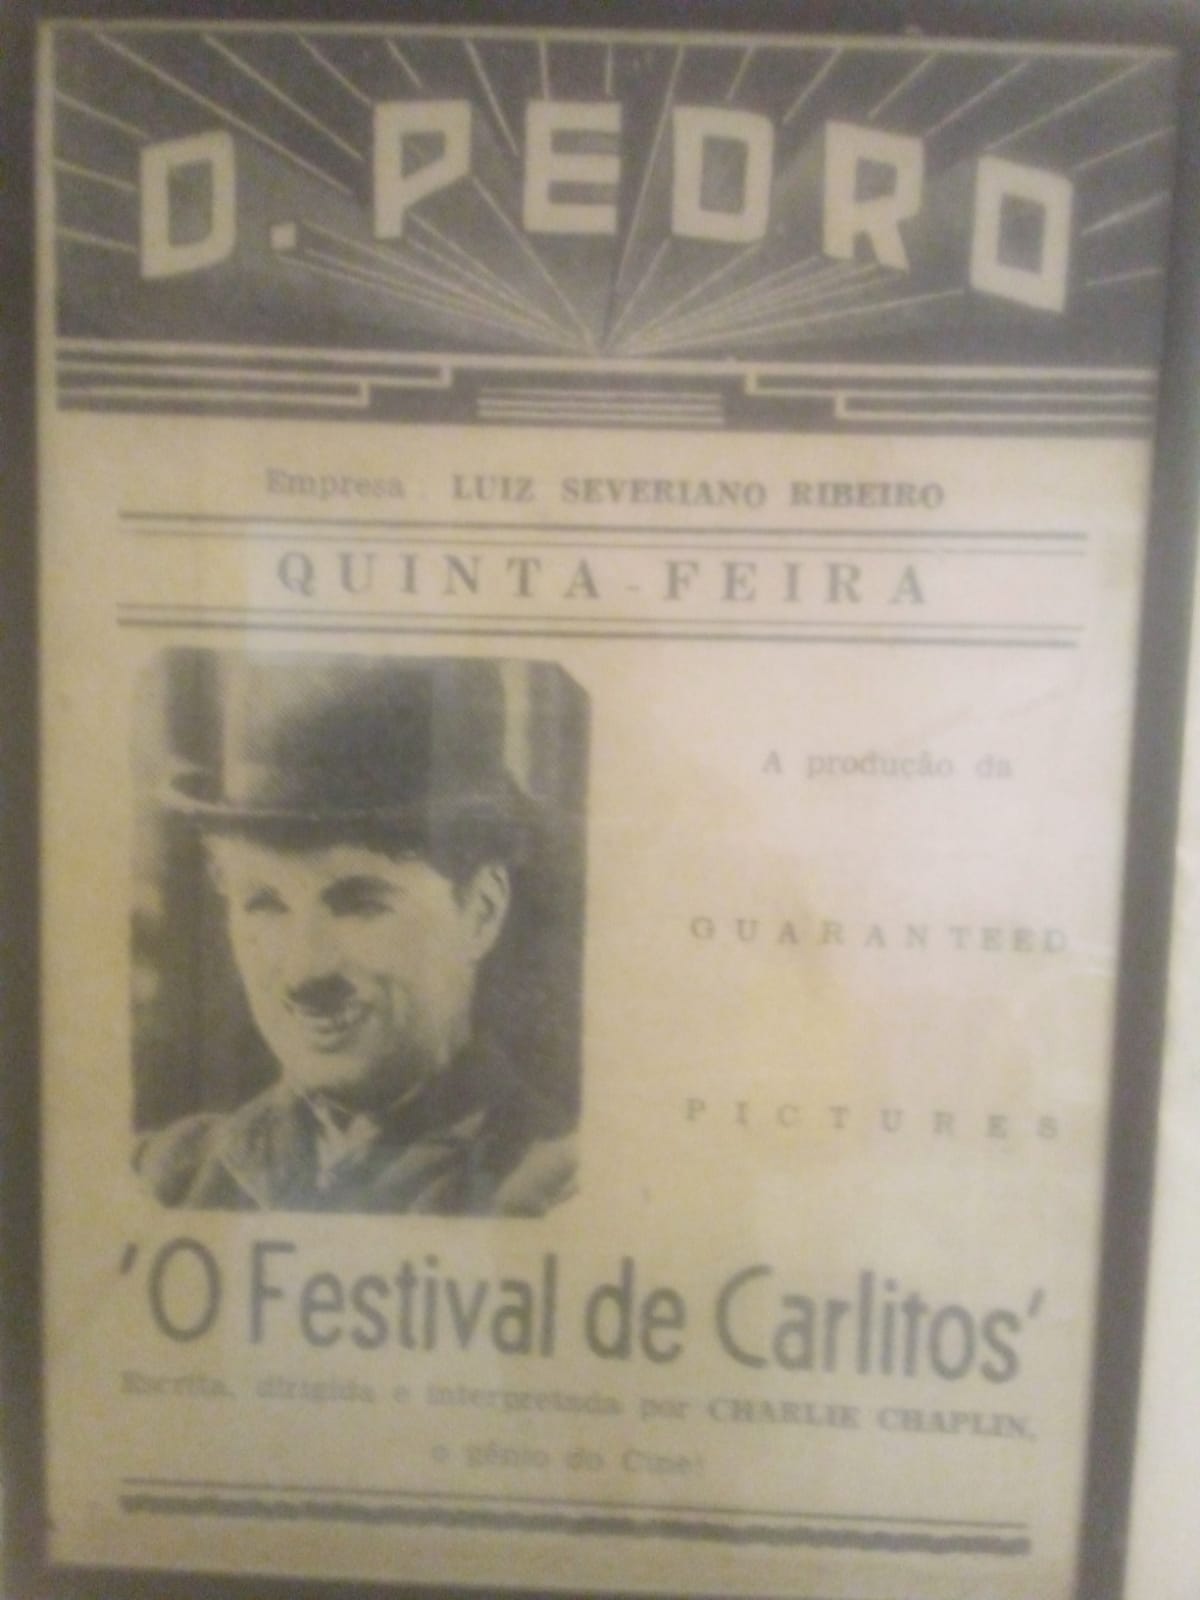 D. PEDRO
Empresa LUIZ SEVERIANO RIBEIRO
QUINTA-FEIRA
A produção da
GUARANTEED
PICTURES
'O Festival de Carlitos'
Escrita, dirigida e interpretada por CHARLIE CHAPLIN,
o gênio do Cine!